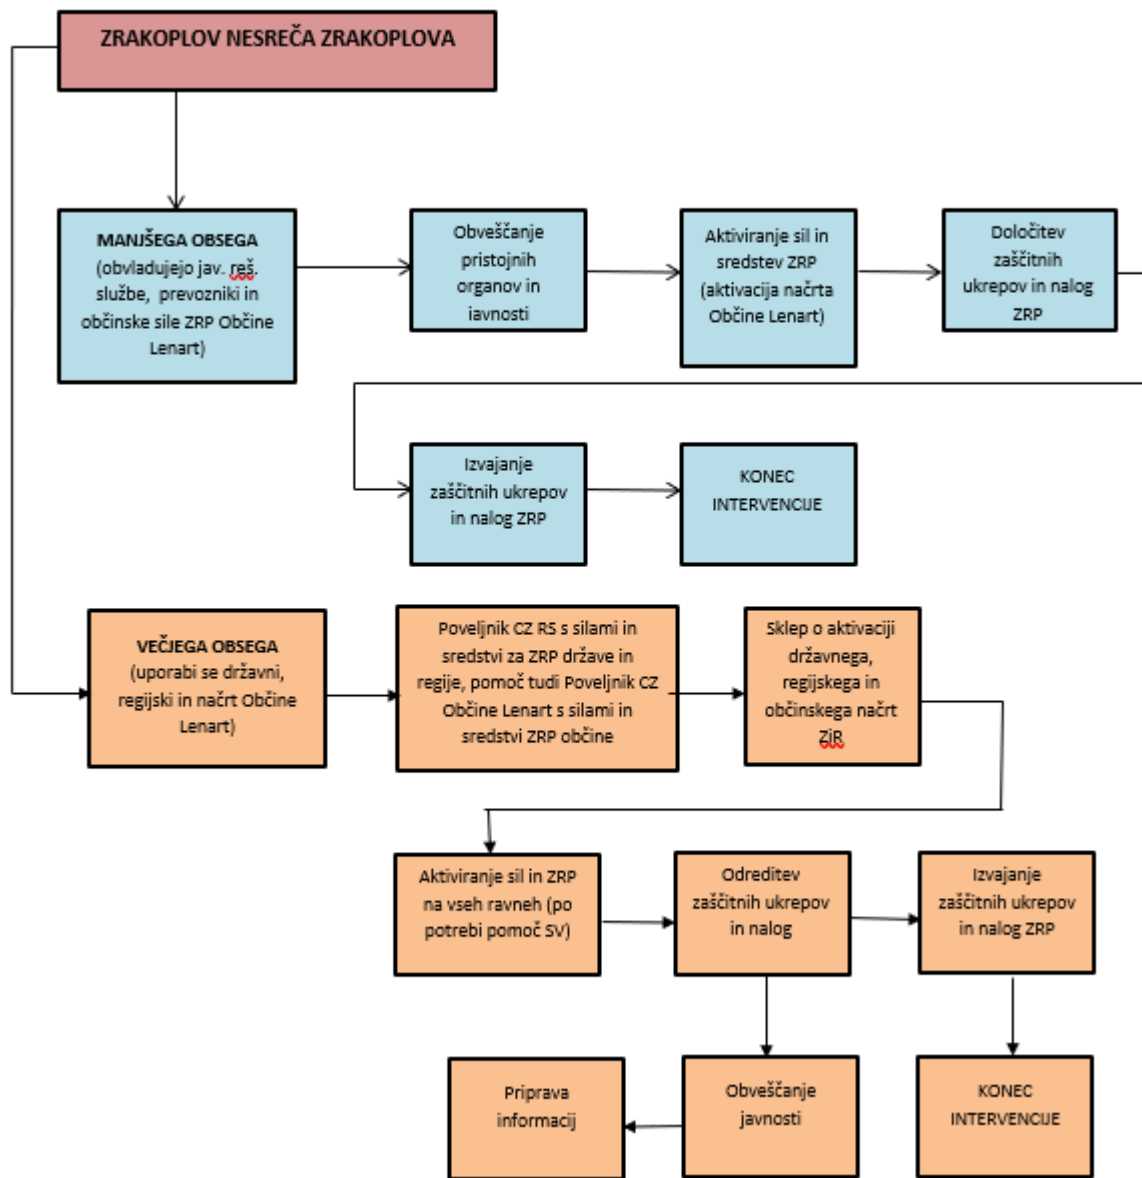 ZRAKOPLOV NESREČA ZRAKOPLOVA
MANJŠEGA OBSEGA
(obvladujejo jav. reš.
službe, prevozniki in
občinske sile ZRP Občine
Lenart)
Obveščanje
pristojnih
organov in
iavnosti
Aktiviranje sil in
sredstev ZRP
(aktivacija načrta
Občine Lenart)
Določitev
zaščitnih
ukrepov in nalog
ZRP
Izvajanje
zaščitnih ukrepov
in nalog ZRP
KONEC
INTERVENCIJE
VEČJEGA OBSEGA
(uporabi se državni,
regijski in načrt Občine
Lenart)
Poveljnik CZ RS s silami in
sredstvi za ZRP države in
regije, pomoč tudi Poveljnik CZ
Občine Lenart s silami in
sredstvi ZRP občine
Sklep o aktivaciji
državnega,
regijskega in
občinskega načrt
ZiR
Aktiviranje sil in ZRP
na vseh ravneh (po
potrebi pomoč SV)
Odreditev
zaščitnih ukrepov
in nalog
Izvajanje
zaščitnih ukrepov
in nalog ZRP
Priprava
informacij
Obveščanje
javnosti
KONEC
INTERVENCIJE